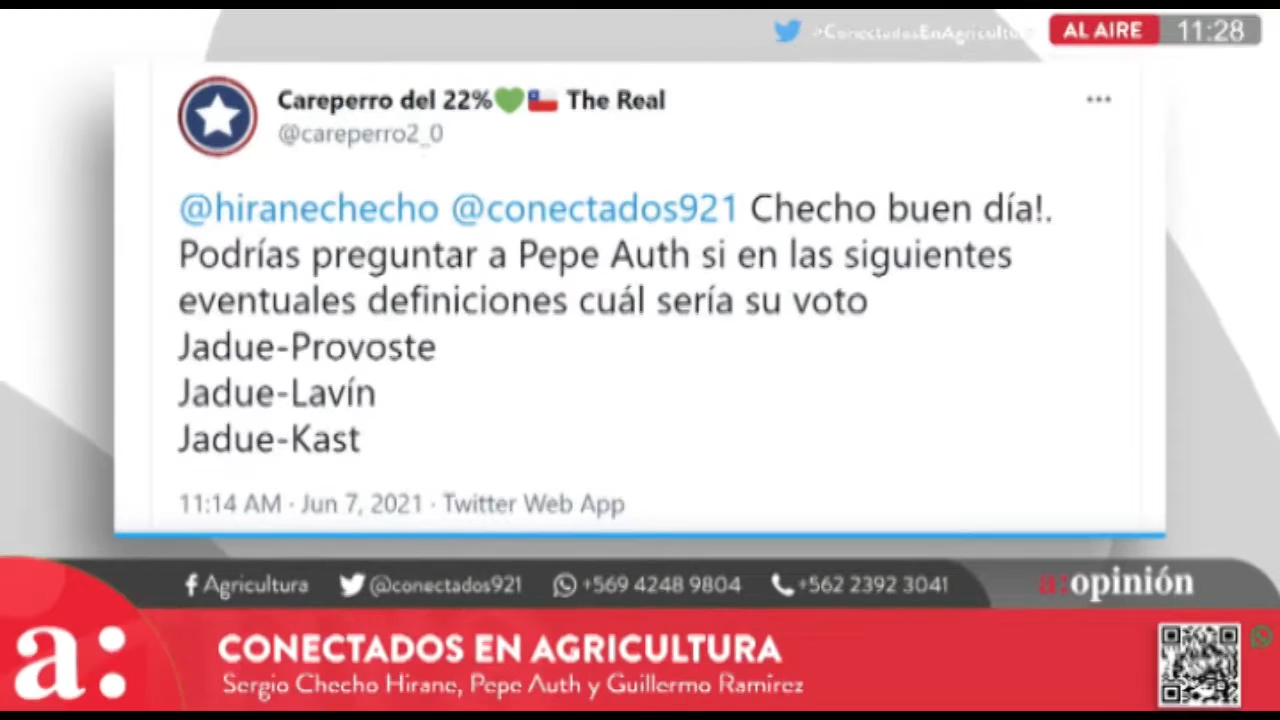 #ConectadosEnAgricultu
AL AIRE 11:28
Careperro del 22%💚🇨🇱 The Real
@careperro2_0
@hiranechecho @conectados921 Checho buen día!.
Podrías preguntar a Pepe Auth si en las siguientes
eventuales definiciones cuál sería su voto
Jadue-Provoste
Jadue-Lavín
Jadue-Kast
11:14 AM · Jun 7, 2021 · Twitter Web App
Agricultura @conectados921 +569 4248 9804 +562 2392 3041
a:opinión
a:
CONECTADOS EN AGRICULTURA
Sergio Checho Hirane, Pepe Auth y Guillermo Ramirez